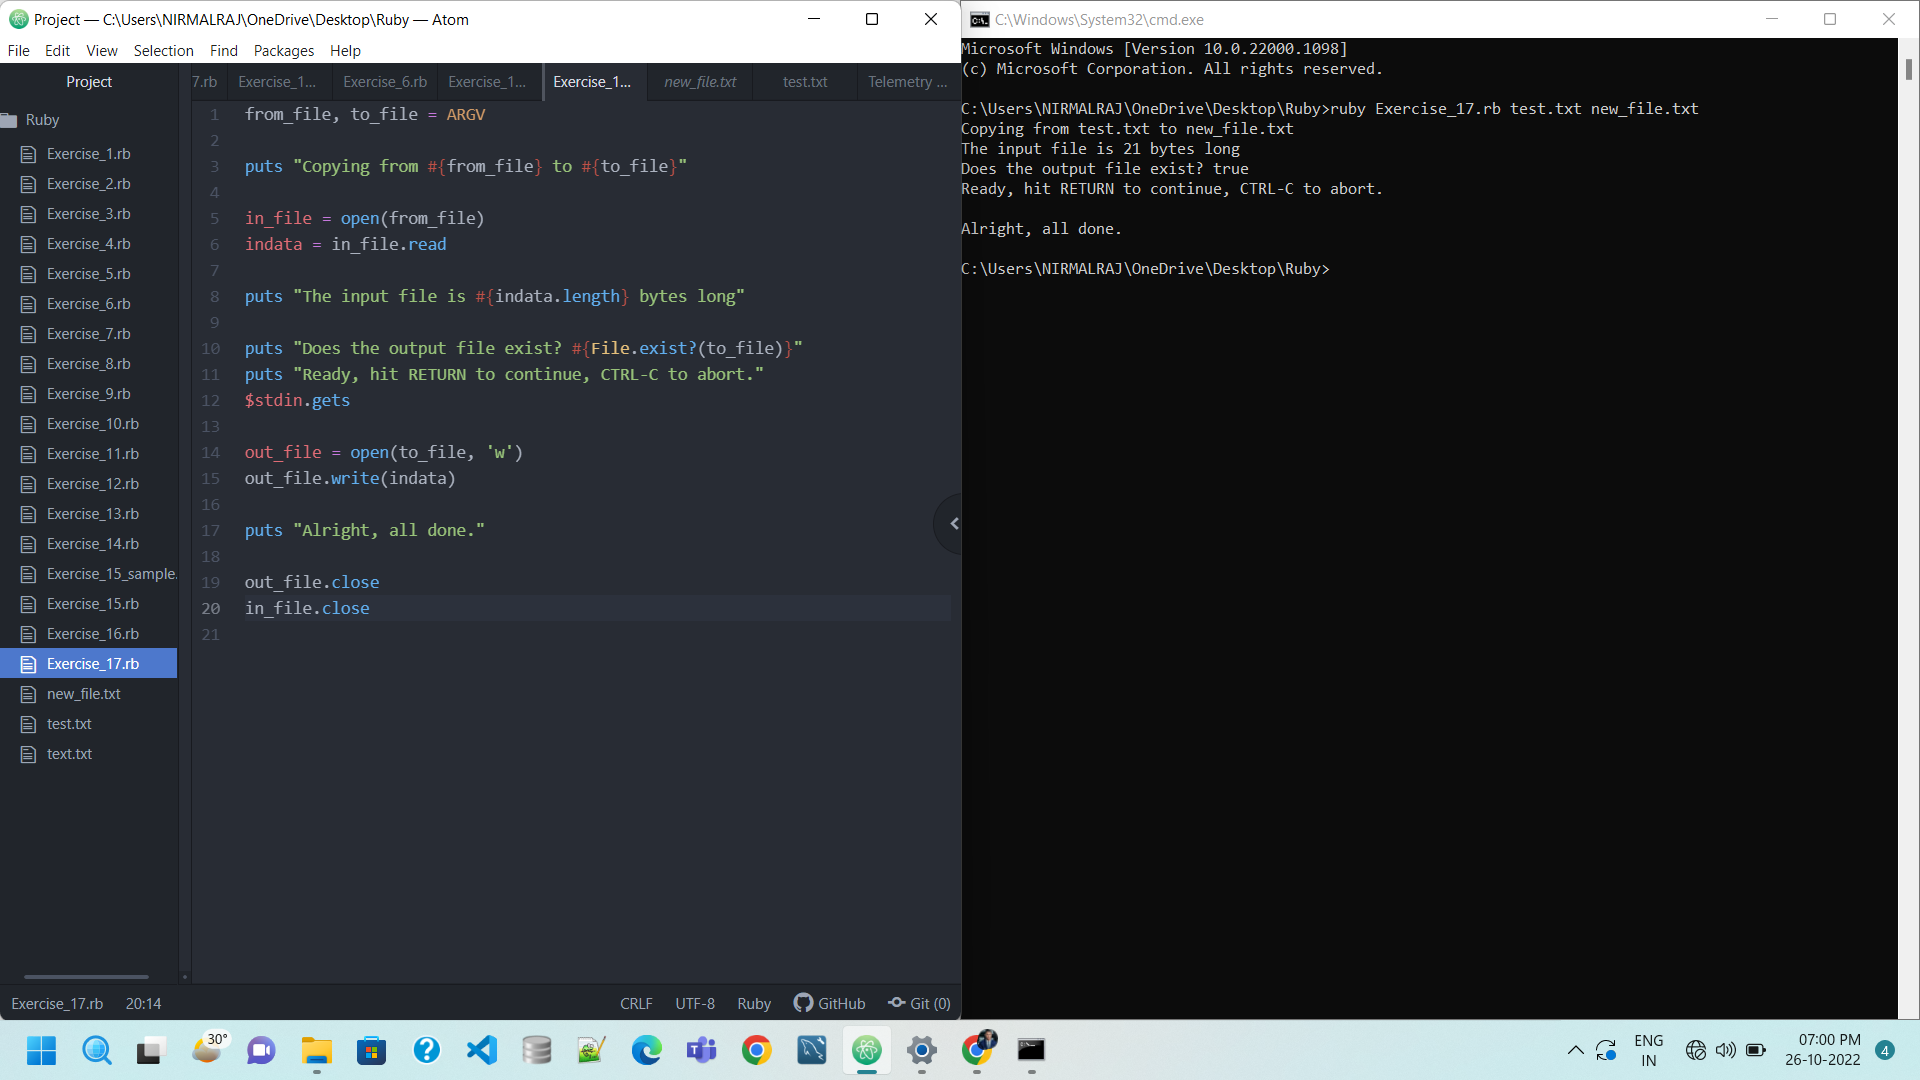 Project — C:\Users\NIRMALRAJ\OneDrive\Desktop\Ruby — Atom
File Edit View Selection Find Packages Help
Project
Ruby
Exercise_1.rb
Exercise_2.rb
Exercise_3.rb
Exercise_4.rb
Exercise_5.rb
Exercise_6.rb
Exercise_7.rb
Exercise_8.rb
Exercise_9.rb
Exercise_10.rb
Exercise_11.rb
Exercise_12.rb
Exercise_13.rb
Exercise_14.rb
Exercise_15_sample.
Exercise_15.rb
Exercise_16.rb
Exercise_17.rb
new_file.txt
test.txt
text.txt
7.rb Exercise_1... Exercise_6.rb Exercise_1... Exercise_1... new_file.txt test.txt Telemetry ...
1 from_file, to_file = ARGV
2
3 puts "Copying from #{from_file} to #{to_file}"
4
5 in_file = open(from_file)
6 indata = in_file.read
7
8 puts "The input file is #{indata.length} bytes long"
9
10 puts "Does the output file exist? #{File.exist?(to_file)}"
11 puts "Ready, hit RETURN to continue, CTRL-C to abort."
12 $stdin.gets
13
14 out_file = open(to_file, 'w')
15 out_file.write(indata)
16
17 puts "Alright, all done."
18
19 out_file.close
20 in_file.close
21
Exercise_17.rb 20:14 CRLF UTF-8 Ruby GitHub Git (0)
C:\Windows\System32\cmd.exe
Microsoft Windows [Version 10.0.22000.1098]
(c) Microsoft Corporation. All rights reserved.
C:\Users\NIRMALRAJ\OneDrive\Desktop\Ruby>ruby Exercise_17.rb test.txt new_file.txt
Copying from test.txt to new_file.txt
The input file is 21 bytes long
Does the output file exist? true
Ready, hit RETURN to continue, CTRL-C to abort.
Alright, all done.
C:\Users\NIRMALRAJ\OneDrive\Desktop\Ruby>
30°
ENG
IN
07:00 PM
26-10-2022
4